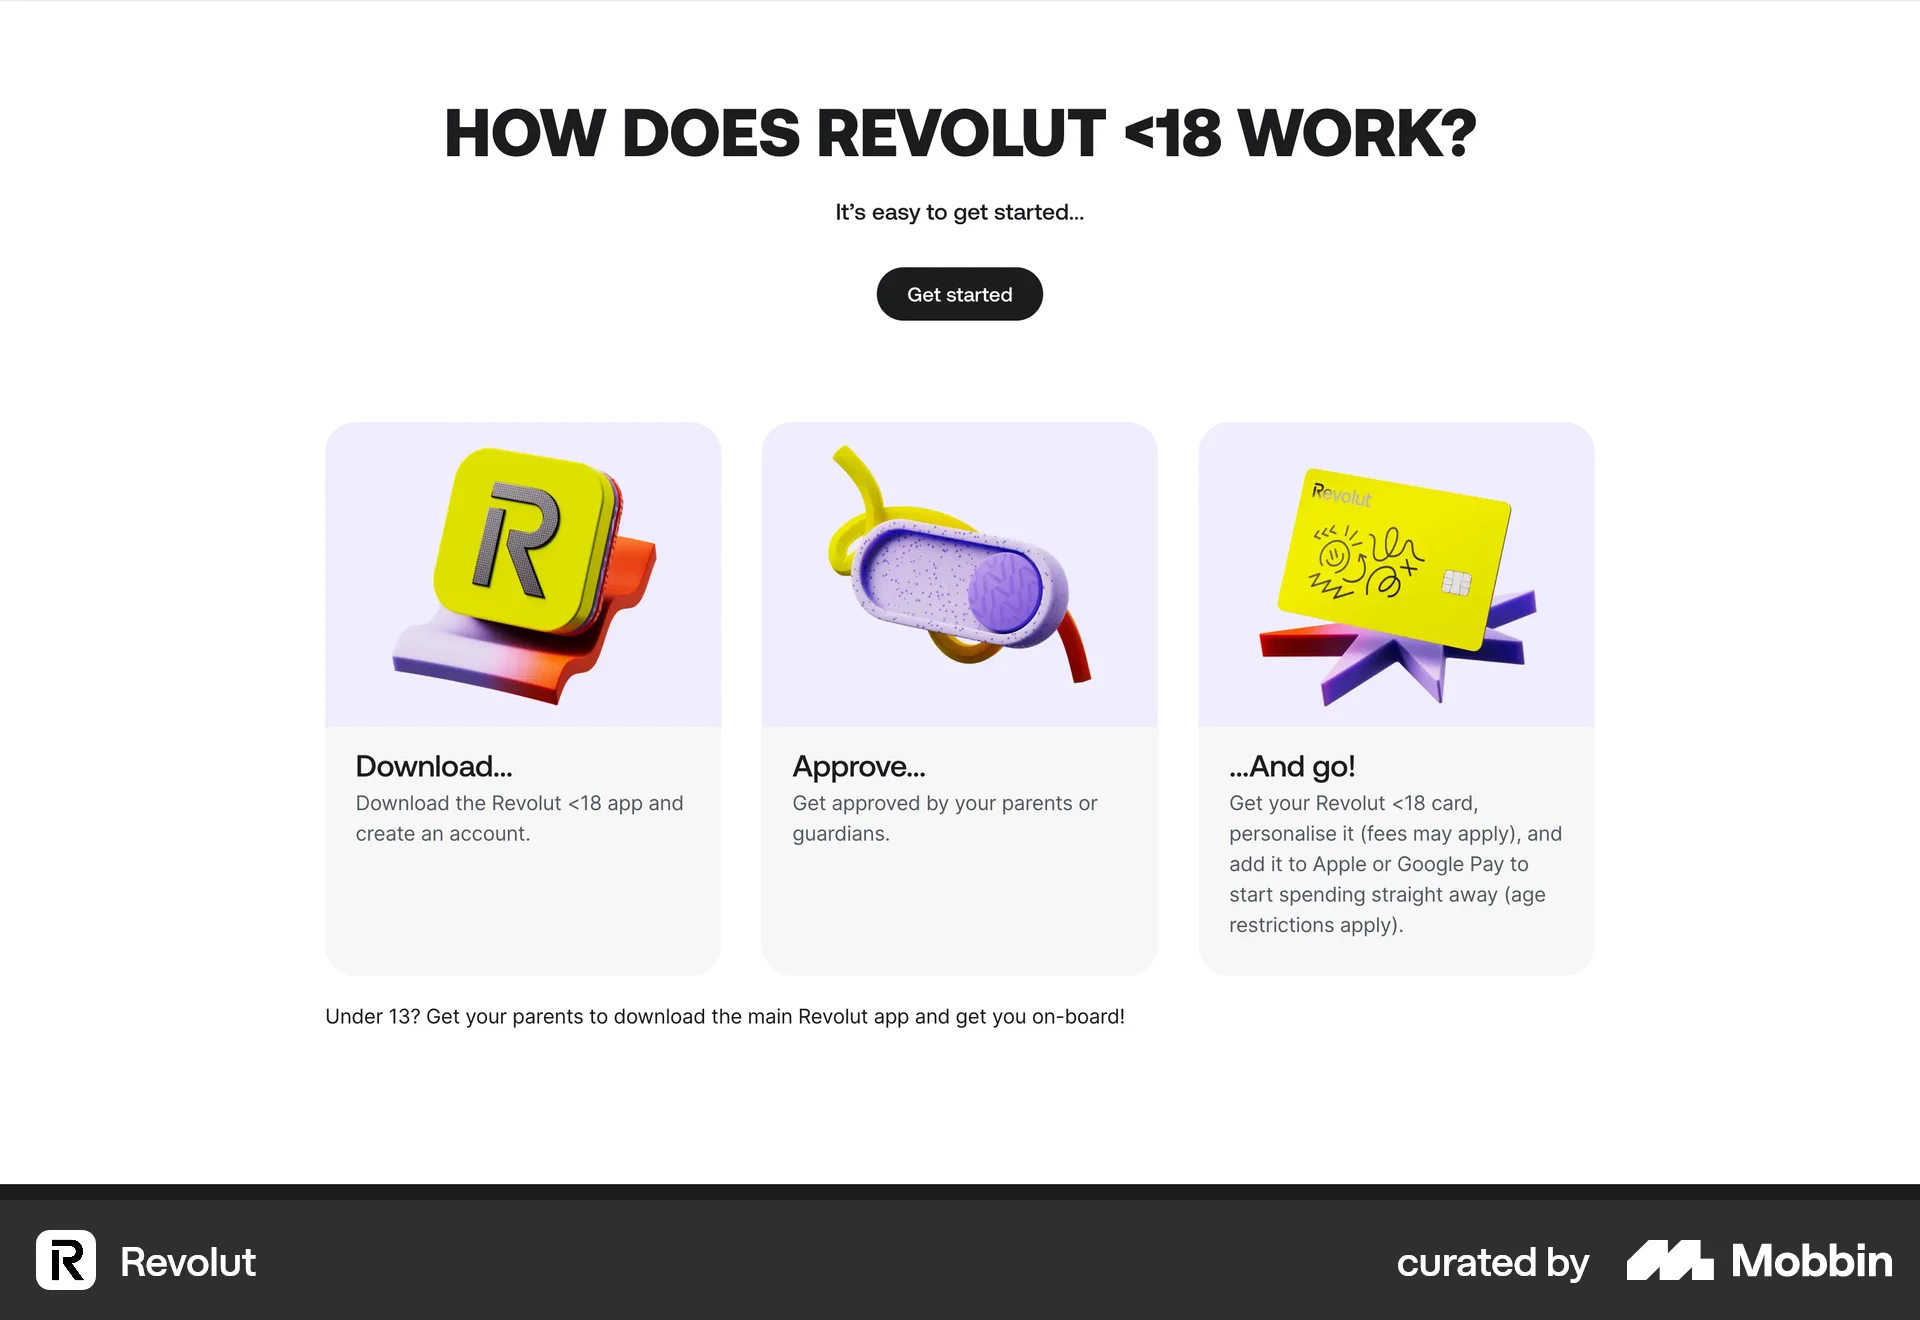 HOW DOES REVOLUT <18 WORK?
It's easy to get started...
Get started
Revolut
Download...
Download the Revolut <18 app and
create an account.
Approve...
Get approved by your parents or
guardians.
...And go!
Get your Revolut <18 card,
personalise it (fees may apply), and
add it to Apple or Google Pay to
start spending straight away (age
restrictions apply).
Under 13? Get your parents to download the main Revolut app and get you on-board!
Revolut
curated by Mobbin